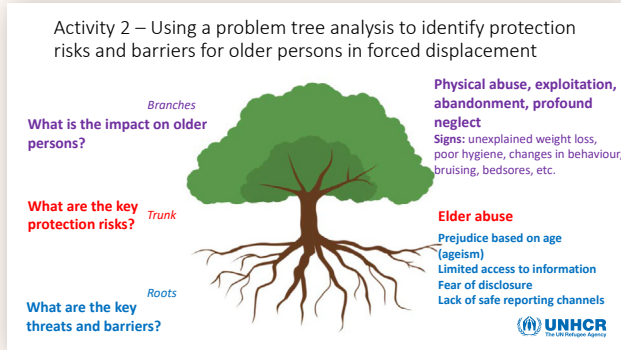 Activity 2 – Using a problem tree analysis to identify protection
risks and barriers for older persons in forced displacement
Branches
What is the impact on older
persons?
Physical abuse, exploitation,
abandonment, profound
neglect
Signs: unexplained weight loss,
poor hygiene, changes in behaviour,
bruising, bedsores, etc.
What are the key
protection risks?
Trunk
Elder abuse
Prejudice based on age
(ageism)
Limited access to information
Fear of disclosure
Lack of safe reporting channels
Roots
What are the key
threats and barriers?
UNHCR
The UN Refugee Agency